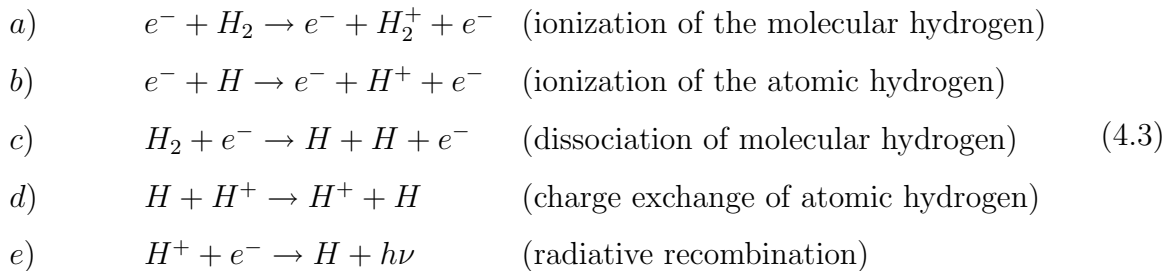 a) e⁻ + H₂ → e⁻ + H₂⁺ + e⁻ (ionization of the molecular hydrogen)
b) e⁻ + H → e⁻ + H⁺ + e⁻ (ionization of the atomic hydrogen)
c) H₂ + e⁻ → H + H + e⁻ (dissociation of molecular hydrogen) (4.3)
d) H + H⁺ → H⁺ + H (charge exchange of atomic hydrogen)
e) H⁺ + e⁻ → H + hν (radiative recombination)